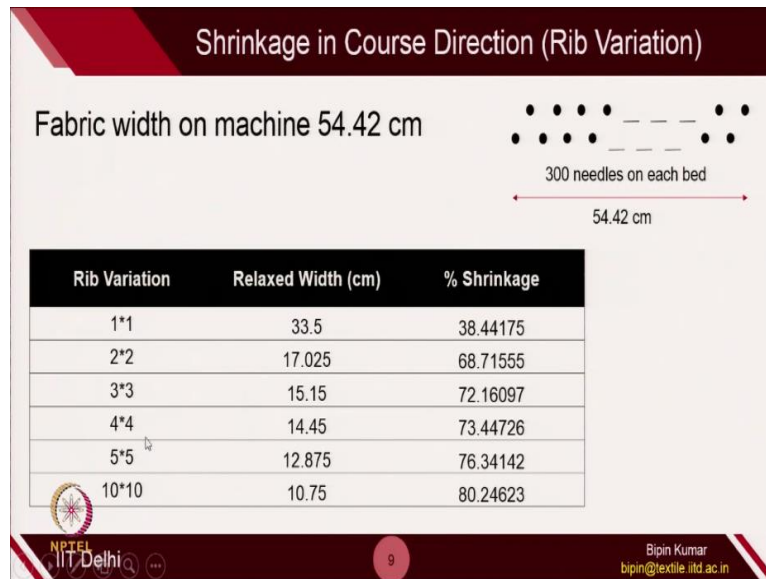 Shrinkage in Course Direction (Rib Variation)
Fabric width on machine 54.42 cm
300 needles on each bed
54.42 cm
Rib Variation Relaxed Width (cm) % Shrinkage
1*1 33.5 38.44175
2*2 17.025 68.71555
3*3 15.15 72.16097
4*4 14.45 73.44726
5*5 12.875 76.34142
10*10 10.75 80.24623
NPTEL
IIT Delhi
9
Bipin Kumar
bipin@textile.iitd.ac.in